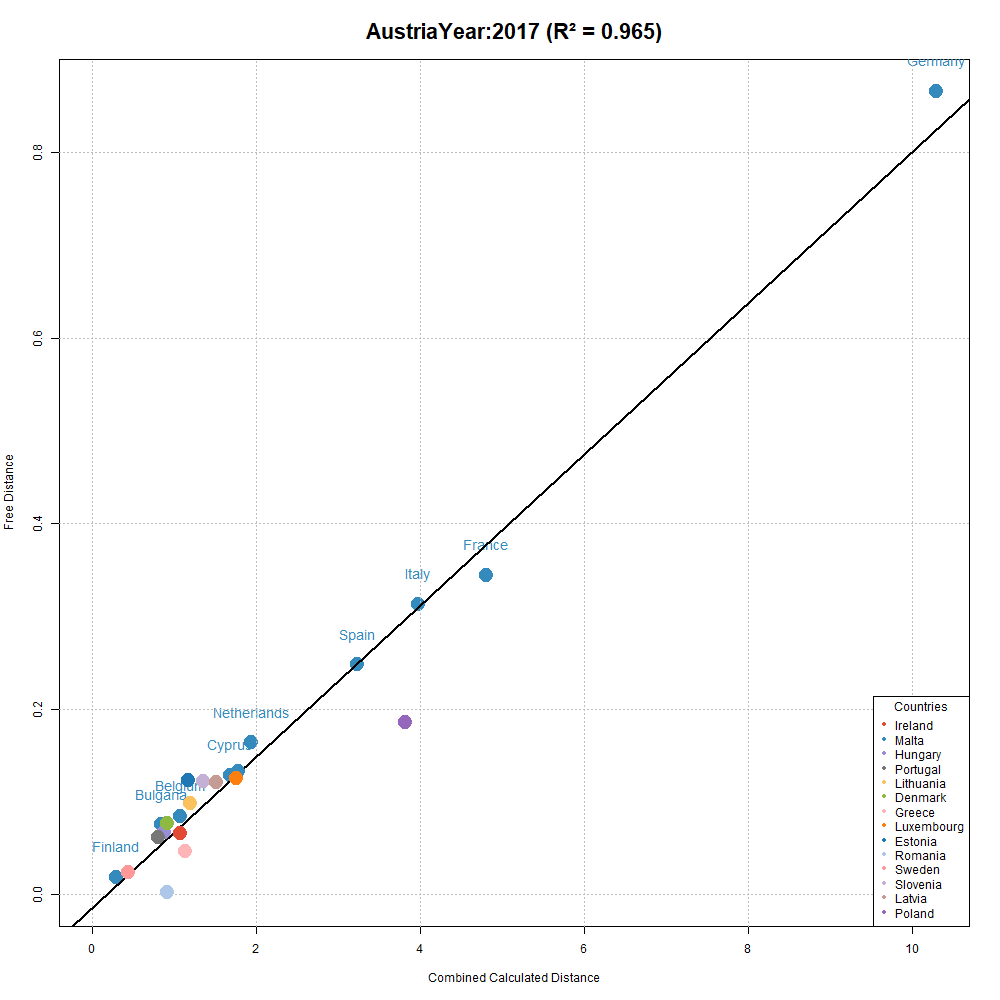 AustriaYear:2017 (R² = 0.965)
Germany
0.8
0.6
Free Distance
0.4
France
Italy
Spain
0.2
Netherlands
Cyprus
Belgium
Bulgaria
Finland
0.0
Countries
Ireland
Malta
Hungary
Portugal
Lithuania
Denmark
Greece
Luxembourg
Estonia
Romania
Sweden
Slovenia
Latvia
Poland
0 2 4 6 8 10
Combined Calculated Distance